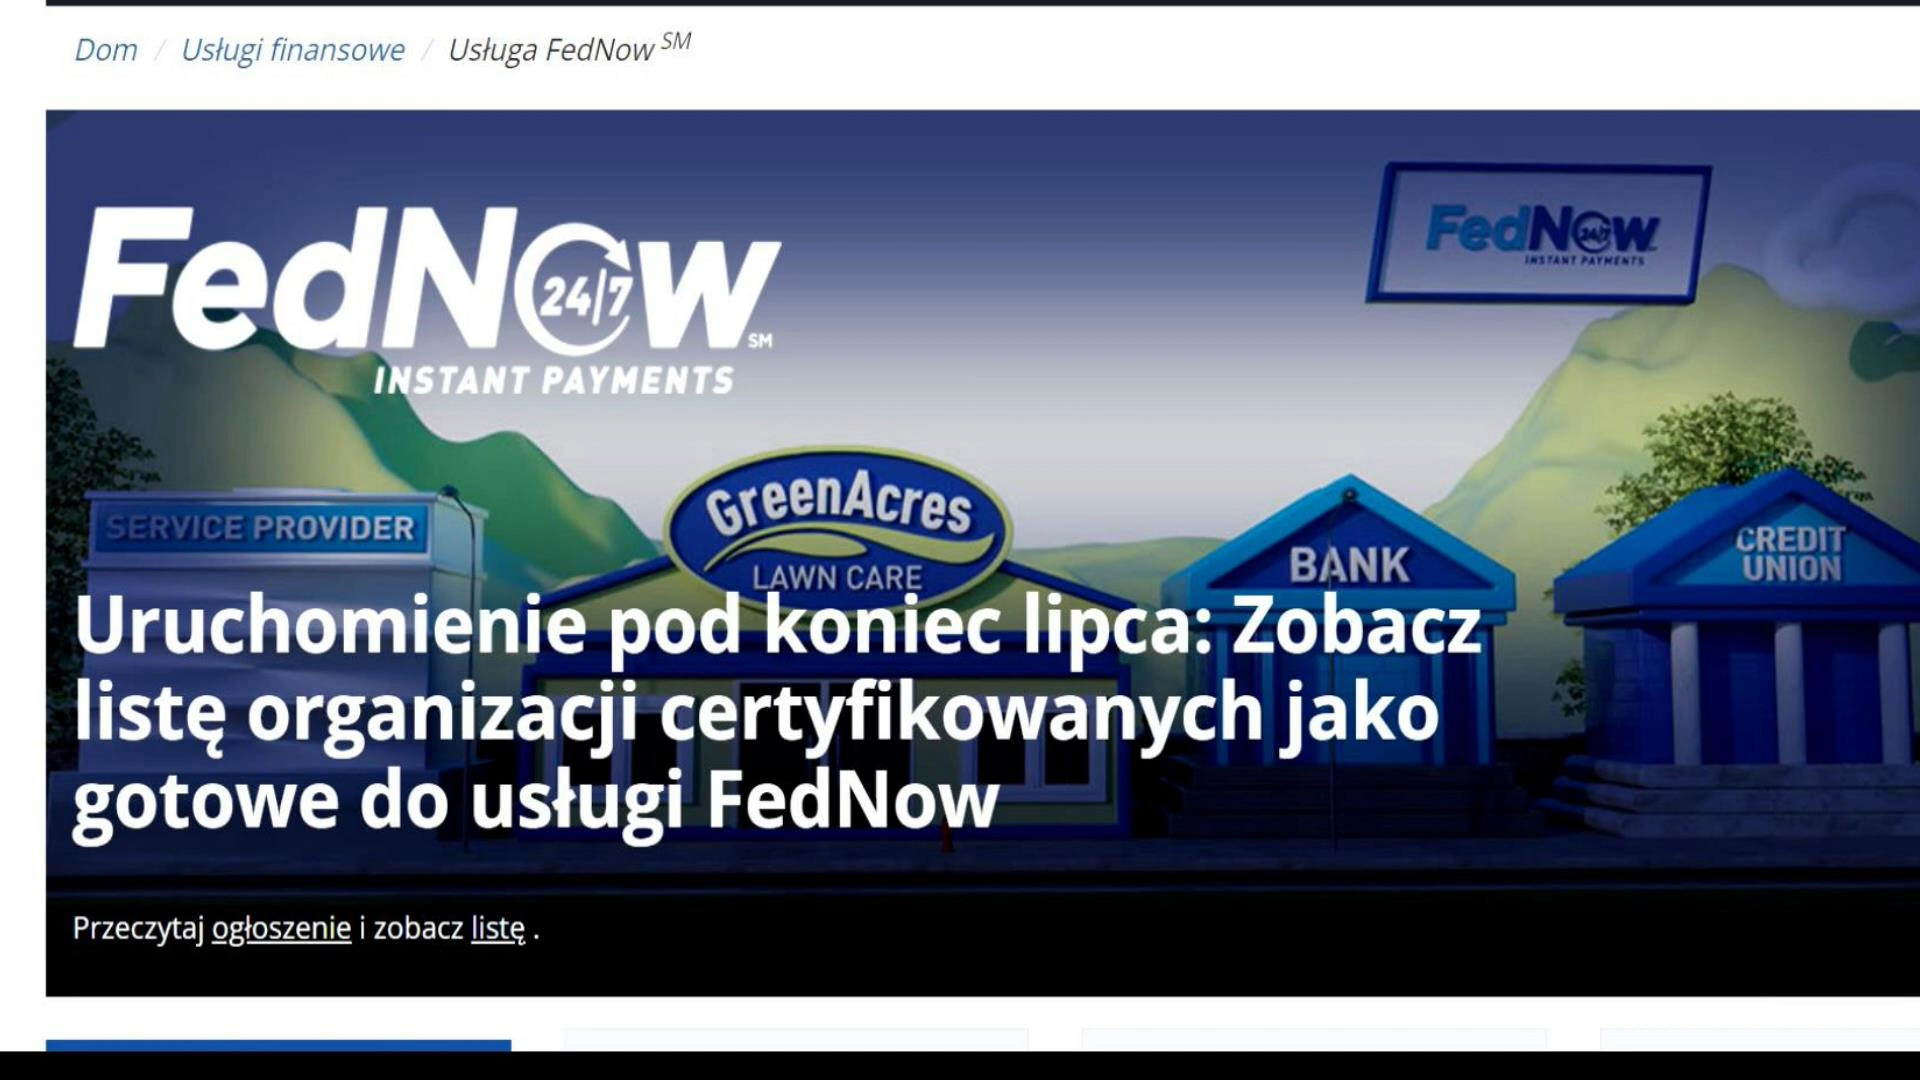 Dom / Usługi finansowe / Usługa FedNow SM
FedNow 24/7 SM
INSTANT PAYMENTS
FedNow 24/7
INSTANT PAYMENTS
SERVICE PROVIDER
GreenAcres
LAWN CARE
BANK
CREDIT
UNION
Uruchomienie pod koniec lipca: Zobacz
listę organizacji certyfikowanych jako
gotowe do usługi FedNow
Przeczytaj ogłoszenie i zobacz listę .